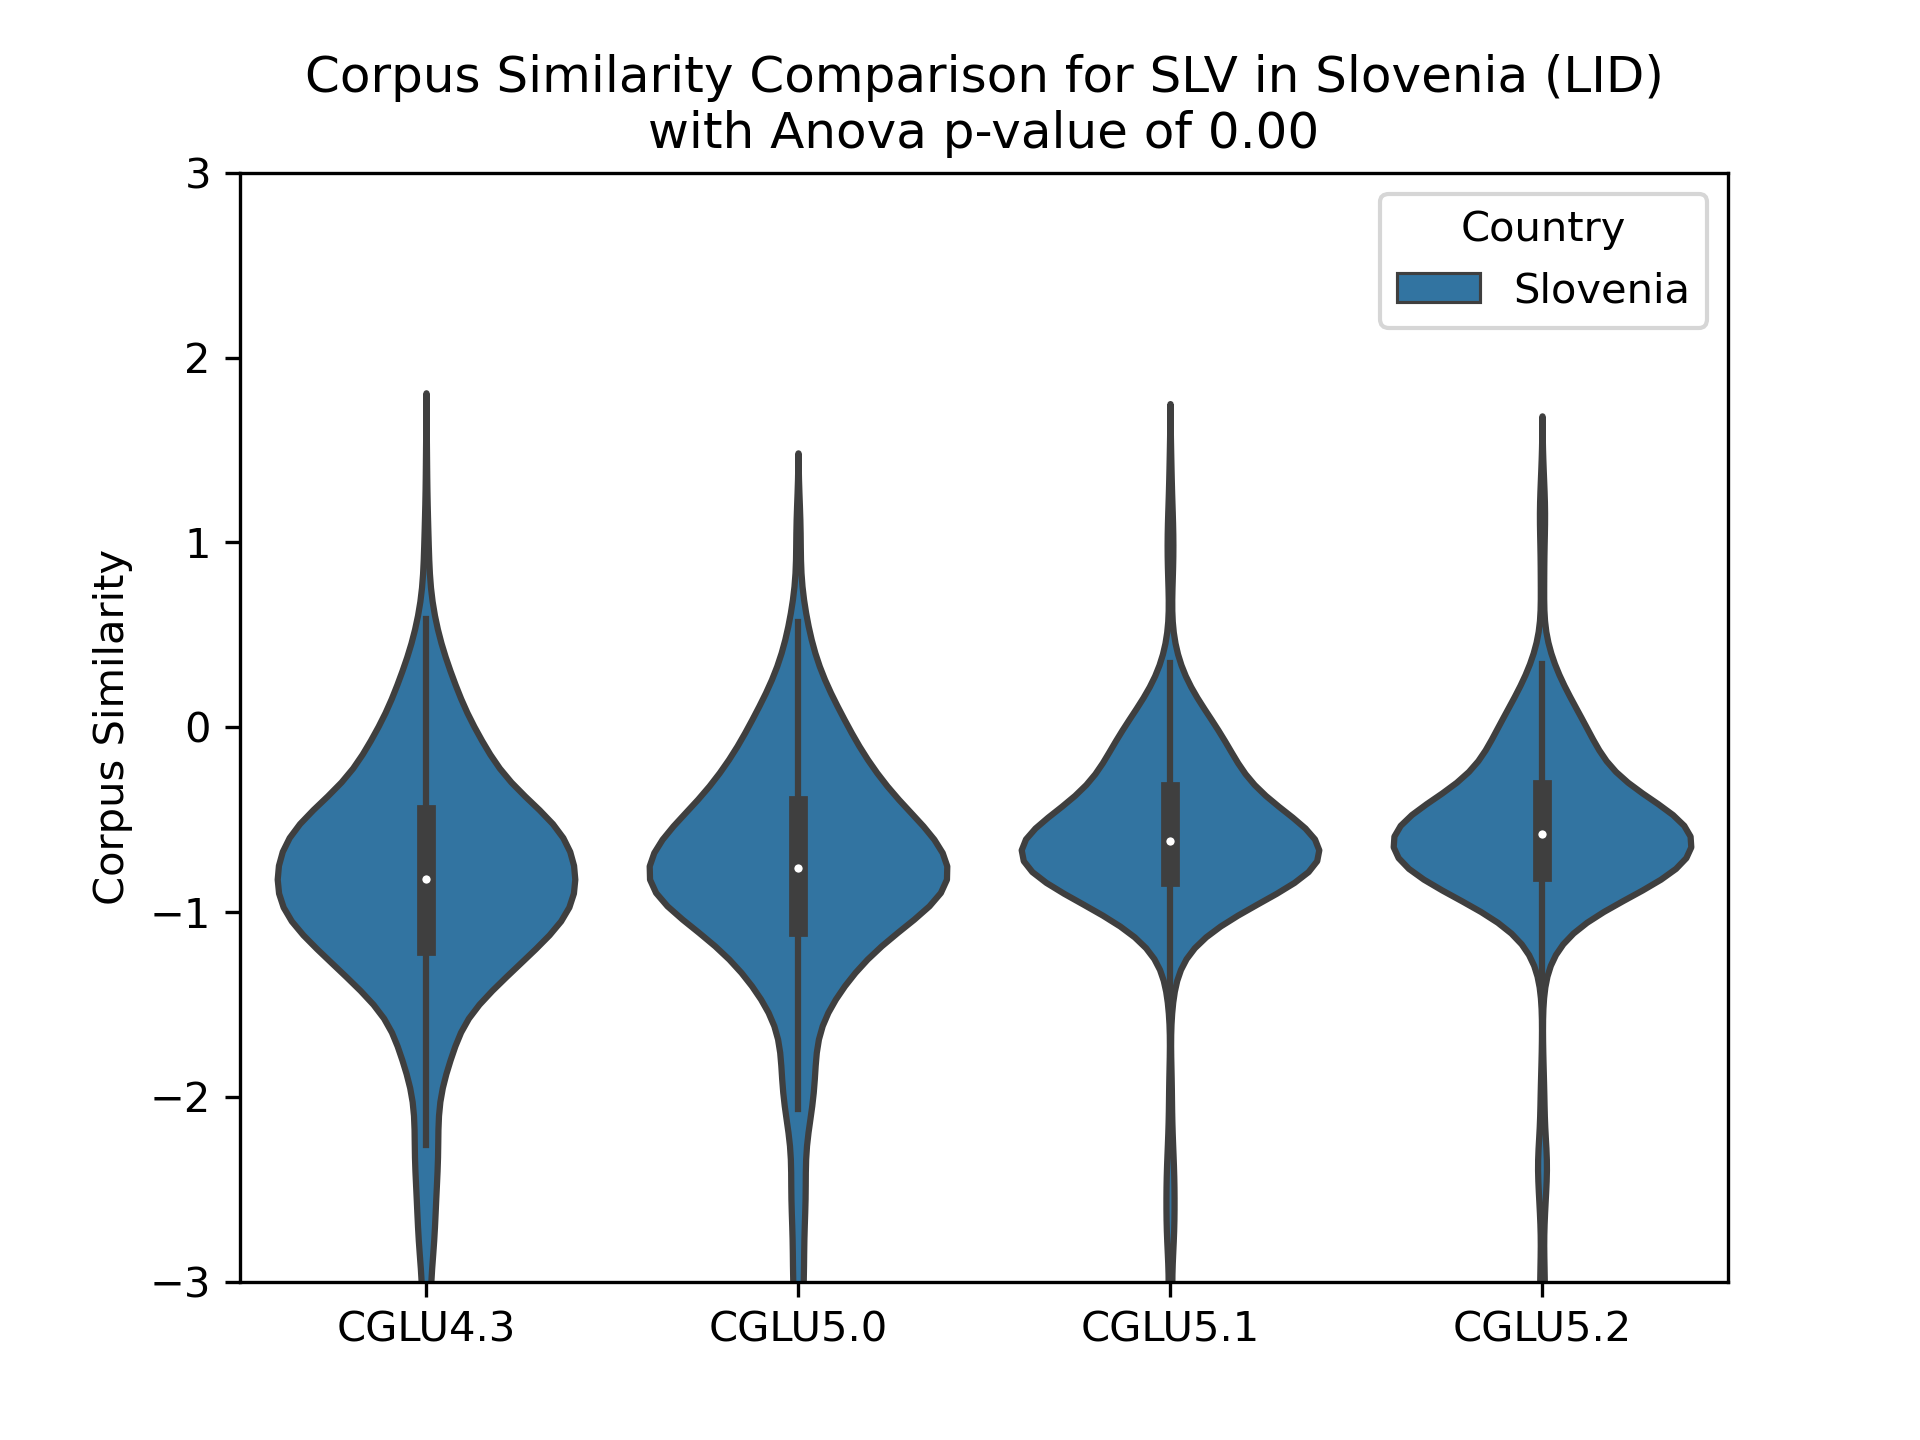 Corpus Similarity Comparison for SLV in Slovenia (LID)
with Anova p-value of 0.00
3
2
1
0
−1
−2
−3
Corpus Similarity
Country
Slovenia
CGLU4.3
CGLU5.0
CGLU5.1
CGLU5.2